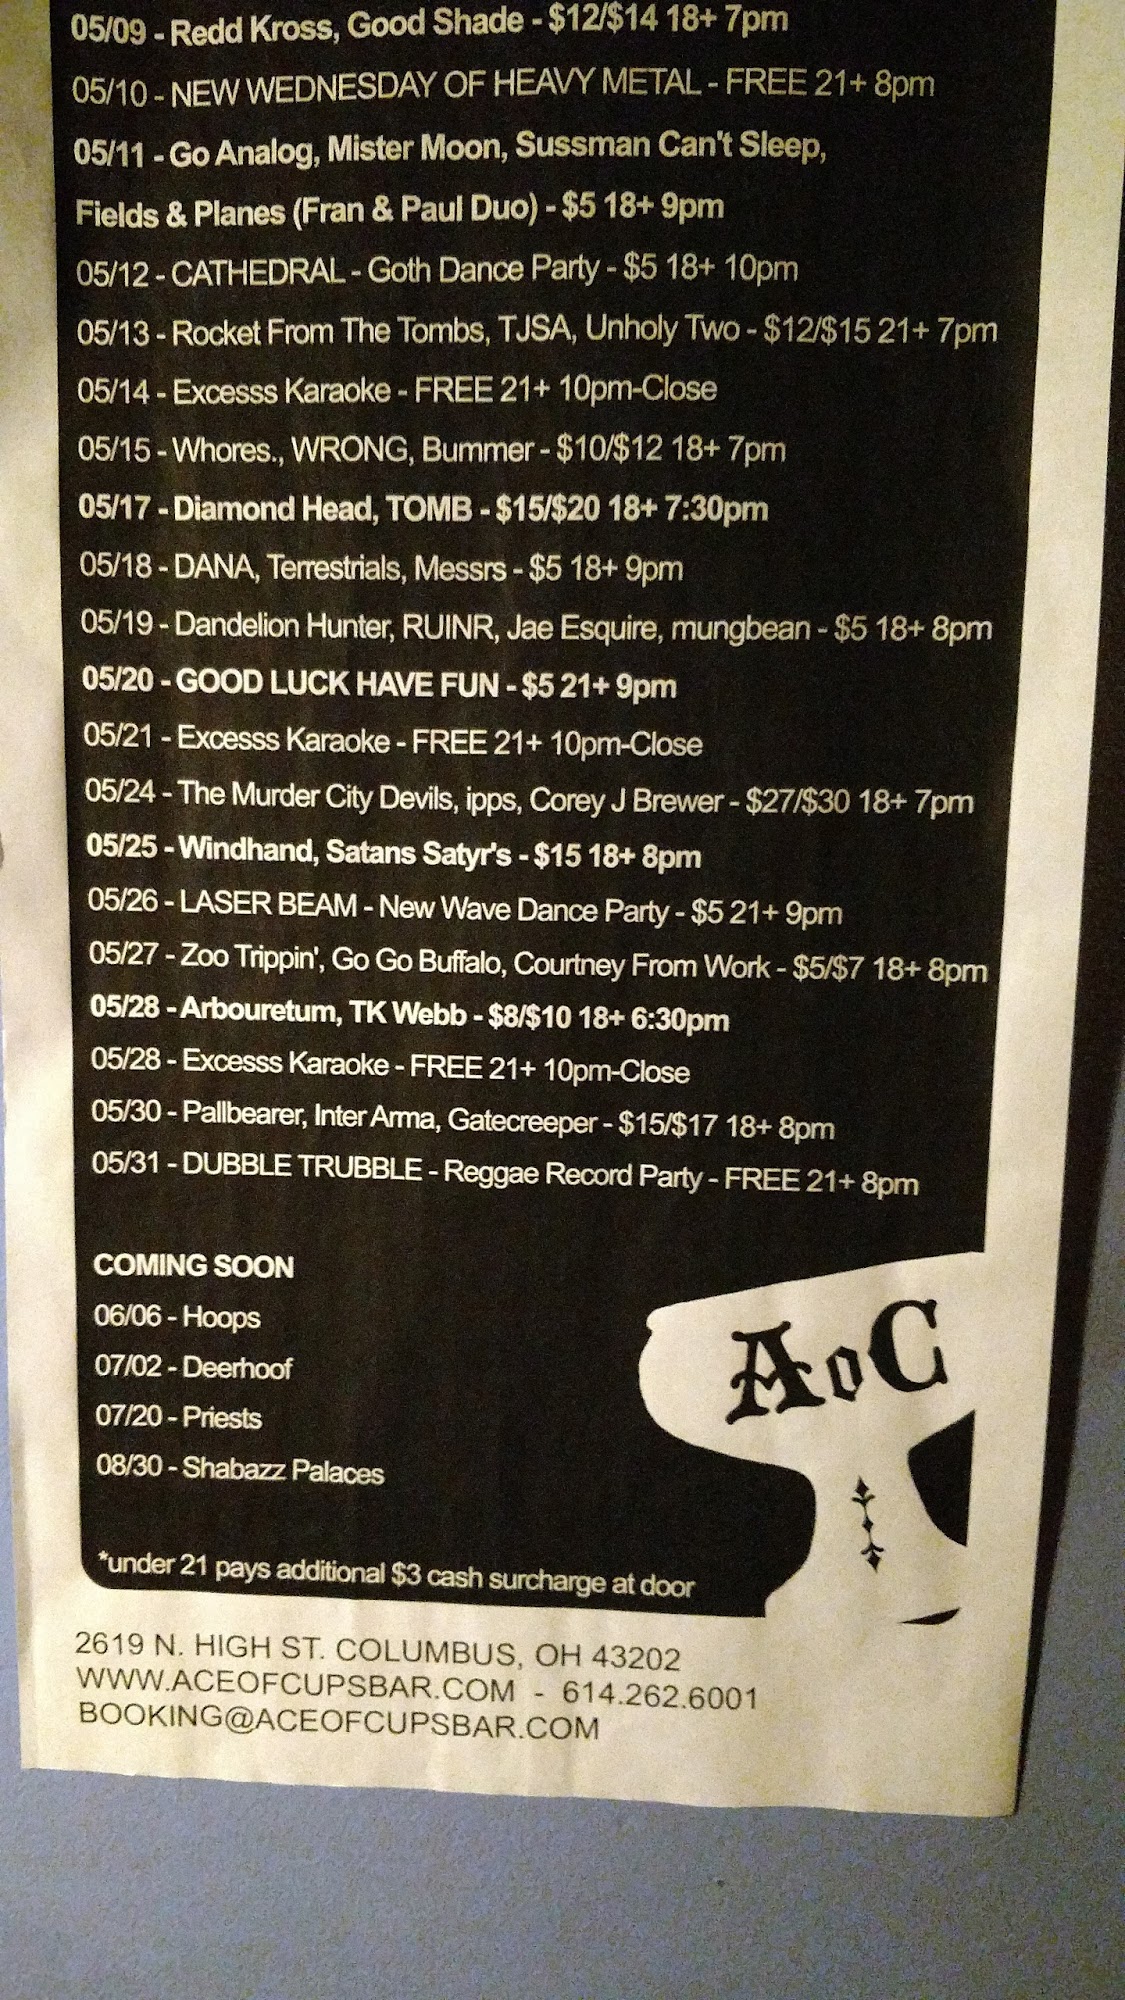 05/09 - Redd Kross, Good Shade - $12/$14 18+ 7pm
05/10 - NEW WEDNESDAY OF HEAVY METAL - FREE 21+ 8pm
05/11 - Go Analog, Mister Moon, Sussman Can't Sleep,
Fields & Planes (Fran & Paul Duo) - $5 18+ 9pm
05/12 - CATHEDRAL - Goth Dance Party - $5 18+ 10pm
05/13 - Rocket From The Tombs, TJSA, Unholy Two - $12/$15 21+ 7pm
05/14 - Excesss Karaoke - FREE 21+ 10pm-Close
05/15 - Whores., WRONG, Bummer - $10/$12 18+ 7pm
05/17 - Diamond Head, TOMB - $15/$20 18+ 7:30pm
05/18 - DANA, Terrestrials, Messrs - $5 18+ 9pm
05/19 - Dandelion Hunter, RUINR, Jae Esquire, mungbean - $5 18+ 8pm
05/20 - GOOD LUCK HAVE FUN - $5 21+ 9pm
05/21 - Excesss Karaoke - FREE 21+ 10pm-Close
05/24 - The Murder City Devils, ipps, Corey J Brewer - $27/$30 18+ 7pm
05/25 - Windhand, Satans Satyr's - $15 18+ 8pm
05/26 - LASER BEAM - New Wave Dance Party - $5 21+ 9pm
05/27 - Zoo Trippin', Go Go Buffalo, Courtney From Work - $5/$7 18+ 8pm
05/28 - Arbouretum, TK Webb - $8/$10 18+ 6:30pm
05/28 - Excesss Karaoke - FREE 21+ 10pm-Close
05/30 - Pallbearer, Inter Arma, Gatecreeper - $15/$17 18+ 8pm
05/31 - DUBBLE TRUBBLE - Reggae Record Party - FREE 21+ 8pm
COMING SOON
06/06 - Hoops
07/02 - Deerhoof
07/20 - Priests
08/30 - Shabazz Palaces
AoC
*under 21 pays additional $3 cash surcharge at door
2619 N. HIGH ST. COLUMBUS, OH 43202
WWW.ACEOFCUPSBAR.COM - 614.262.6001
BOOKING@ACEOFCUPSBAR.COM